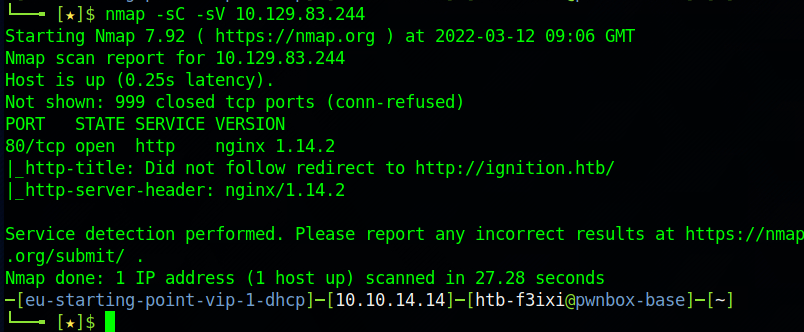 └──╼ [★]$ nmap -sC -sV 10.129.83.244
Starting Nmap 7.92 ( https://nmap.org ) at 2022-03-12 09:06 GMT
Nmap scan report for 10.129.83.244
Host is up (0.25s latency).
Not shown: 999 closed tcp ports (conn-refused)
PORT   STATE SERVICE VERSION
80/tcp open  http    nginx 1.14.2
|_http-title: Did not follow redirect to http://ignition.htb/
|_http-server-header: nginx/1.14.2
Service detection performed. Please report any incorrect results at https://nmap
.org/submit/ .
Nmap done: 1 IP address (1 host up) scanned in 27.28 seconds
─[eu-starting-point-vip-1-dhcp]─[10.10.14.14]─[htb-f3ixi@pwnbox-base]─[~]
└──╼ [★]$